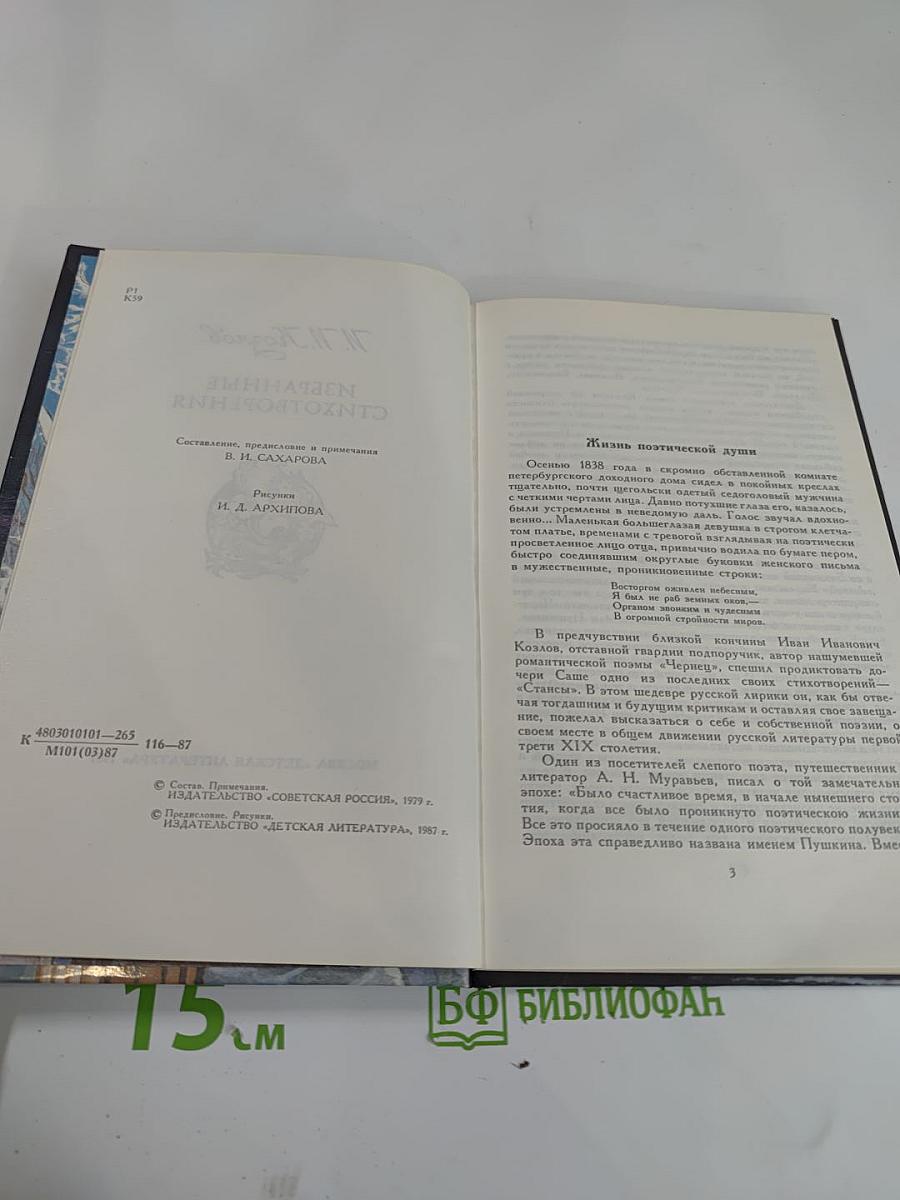 Р1
К59
Составление, предисловие и примечания
В. И. САХАРОВА
Рисунки
И. Д. АРХИПОВА
К 4803010101—265 116—87
М101(03)87
© Состав. Примечания.
ИЗДАТЕЛЬСТВО «СОВЕТСКАЯ РОССИЯ», 1979 г.
© Предисловие. Рисунки.
ИЗДАТЕЛЬСТВО «ДЕТСКАЯ ЛИТЕРАТУРА», 1987 г.
Жизнь поэтической души
Осенью 1838 года в скромно обставленной комнате
петербургского доходного дома сидел в покойных креслах
тщательно, почти щегольски одетый седоголовый мужчина
с четкими чертами лица. Давно потухшие глаза его, казалось,
были устремлены в неведомую даль. Голос звучал вдохно-
венно... Маленькая большеглазая девушка в строгом клетча-
том платье, временами с тревогой взглядывая на поэтически
просветленное лицо отца, привычно водила по бумаге пером,
быстро соединявшим округлые буковки женского письма
в мужественные, проникновенные строки:
Восторгом оживлен небесным,
Я был не раб земных оков,—
Органом звонким и чудесным
В огромной стройности миров.
В предчувствии близкой кончины Иван Иванович
Козлов, отставной гвардии подпоручик, автор нашумевшей
романтической поэмы «Чернец», спешил продиктовать до-
чери Саше одно из последних своих стихотворений—
«Стансы». В этом шедевре русской лирики он, как бы отве-
чая тогдашним и будущим критикам и оставляя свое завеща-
ние, пожелал высказаться о себе и собственной поэзии, о
своем месте в общем движении русской литературы первой
трети XIX столетия.
Один из посетителей слепого поэта, путешественник
литератор А. Н. Муравьев, писал о той замечательн
эпохе: «Было счастливое время, в начале нынешнего сто
тия, когда все было проникнуто поэтическою жизни
Все это просияло в течение одного поэтического полувек
Эпоха эта справедливо названа именем Пушкина. Вмес
3
15 см
БФ БИБЛИОФАН